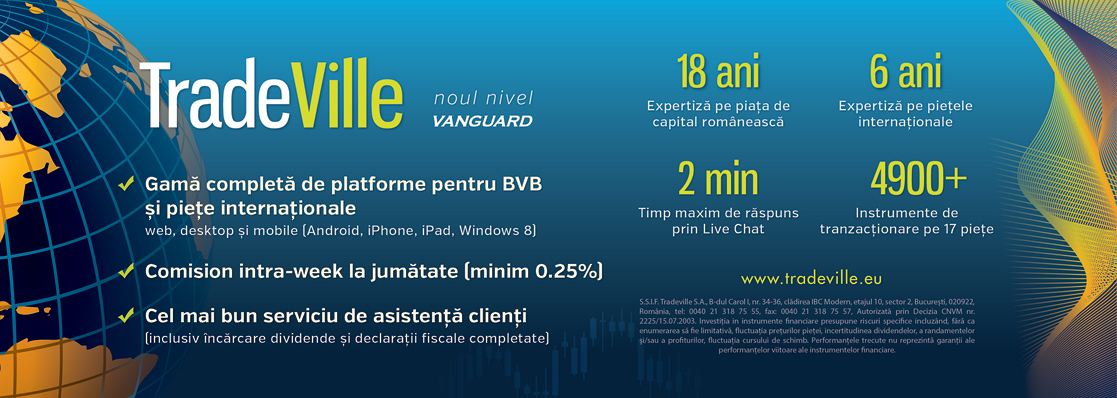 TradeVille
noul nivel
VANGUARD
Gamă completă de platforme pentru BVB
și piețe internaționale
web, desktop și mobile (Android, iPhone, iPad, Windows 8)
Comision intra-week la jumătate (minim 0.25%)
Cel mai bun serviciu de asistență clienți
(inclusiv încărcare dividende și declarații fiscale completate)
18 ani
Expertiză pe piața de
capital românească
6 ani
Expertiză pe piețele
internaționale
2 min
Timp maxim de răspuns
prin Live Chat
4900+
Instrumente de
tranzacționare pe 17 piețe
www.tradeville.eu
S.S.I.F. Tradeville S.A., B-dul Carol I, nr. 34-36, clădirea IBC Modern, etajul 10, sector 2, București, 020922,
România, tel: 0040 21 318 75 55, fax: 0040 21 318 75 57, Autorizată prin Decizia CNVM nr.
2225/15.07.2003. Investiția in instrumente financiare presupune riscuri specifice incluzând, fără ca
enumerarea să fie limitativă, fluctuația prețurilor pieței, incertitudinea dividendelor, a randamentelor
și/sau a profiturilor, fluctuația cursului de schimb. Performanțele trecute nu reprezintă garanții ale
performanțelor viitoare ale instrumentelor financiare.